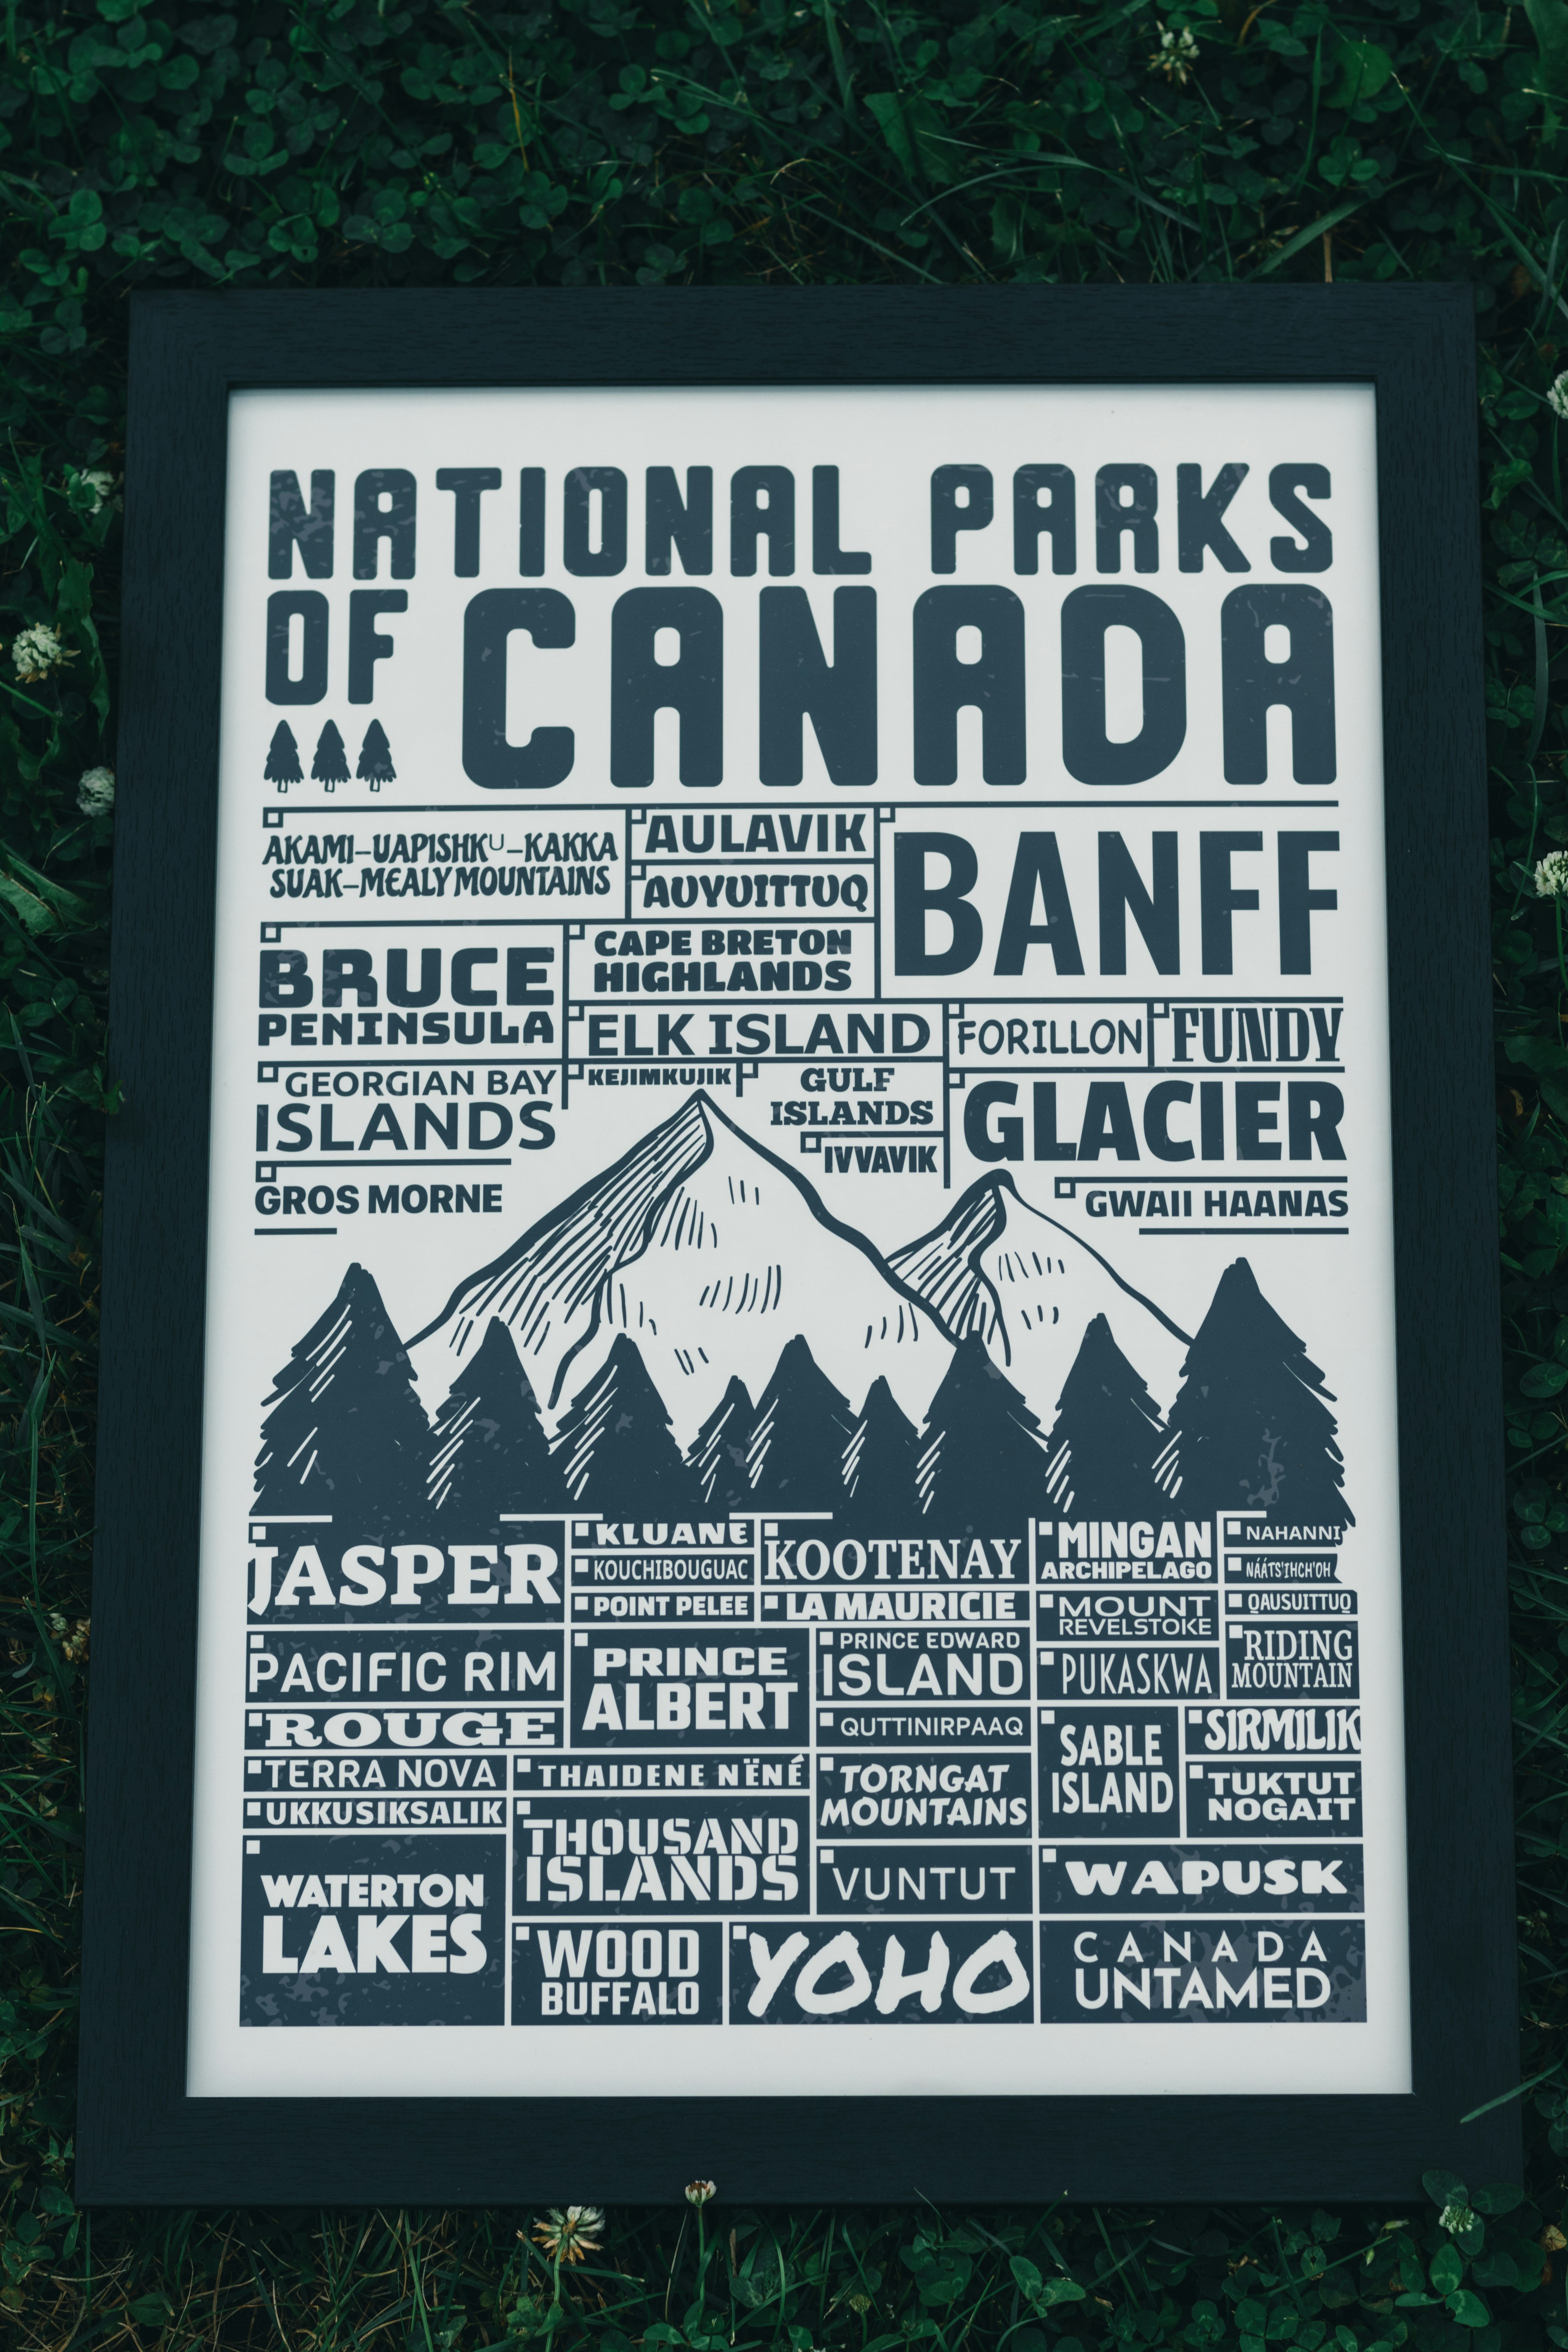 NATIONAL PARKS
OF CANADA
AKAMI-UAPISHKU-KAKKA
SUAK-MEALY MOUNTAINS
AULAVIK
AUYUITTUQ
BANFF
BRUCE
PENINSULA
CAPE BRETON
HIGHLANDS
ELK ISLAND
FORILLON
FUNDY
GEORGIAN BAY
ISLANDS
KEJIMKUJIK
GULF
ISLANDS
IVVAVIK
GLACIER
GROS MORNE
GWAII HAANAS
JASPER
KLUANE
KOUCHIBOUGUAC
KOOTENAY
MINGAN
ARCHIPELAGO
NAHANNI
NÁÁTS'IHCH'OH
POINT PELEE
LA MAURICIE
MOUNT
REVELSTOKE
QAUSUITTUQ
PACIFIC RIM
PRINCE
ALBERT
PRINCE EDWARD
ISLAND
PUKASKWA
RIDING
MOUNTAIN
ROUGE
QUTTINIRPAAQ
SABLE
ISLAND
SIRMILIK
TERRA NOVA
THAIDENE NËNÉ
TORNGAT
MOUNTAINS
TUKTUT
NOGAIT
UKKUSIKSALIK
THOUSAND
ISLANDS
VUNTUT
WAPUSK
WATERTON
LAKES
WOOD
BUFFALO
YOHO
CANADA
UNTAMED